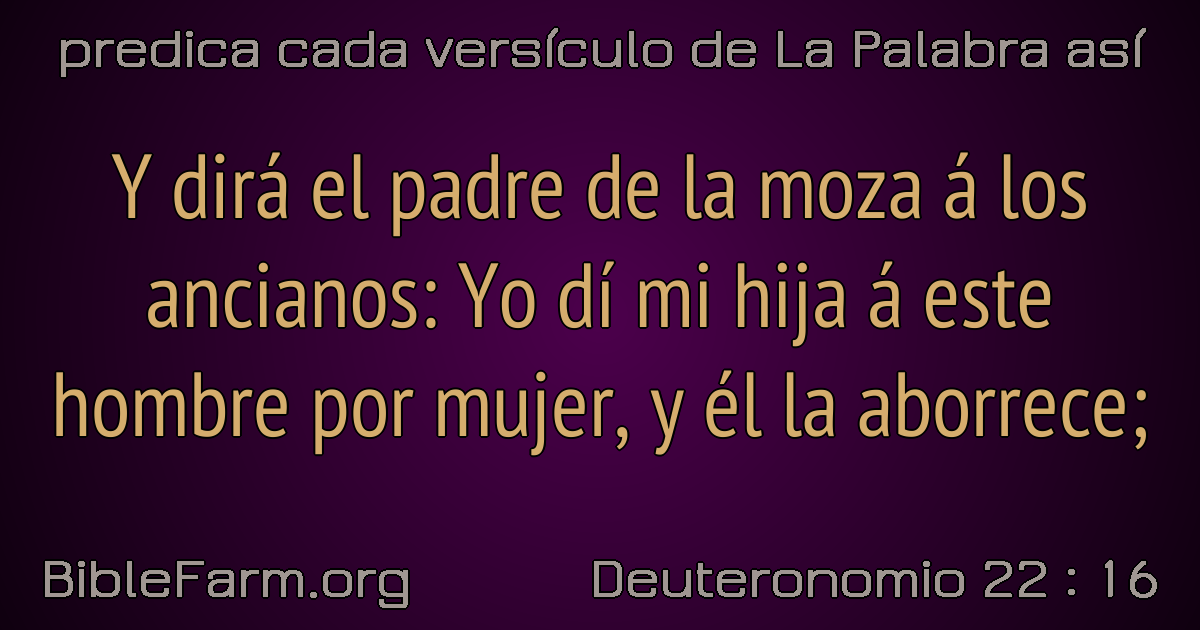 predica cada versículo de La Palabra así
Y dirá el padre de la moza á los
ancianos: Yo dí mi hija á este
hombre por mujer, y él la aborrece;
BibleFarm.org
Deuteronomio 22 : 16